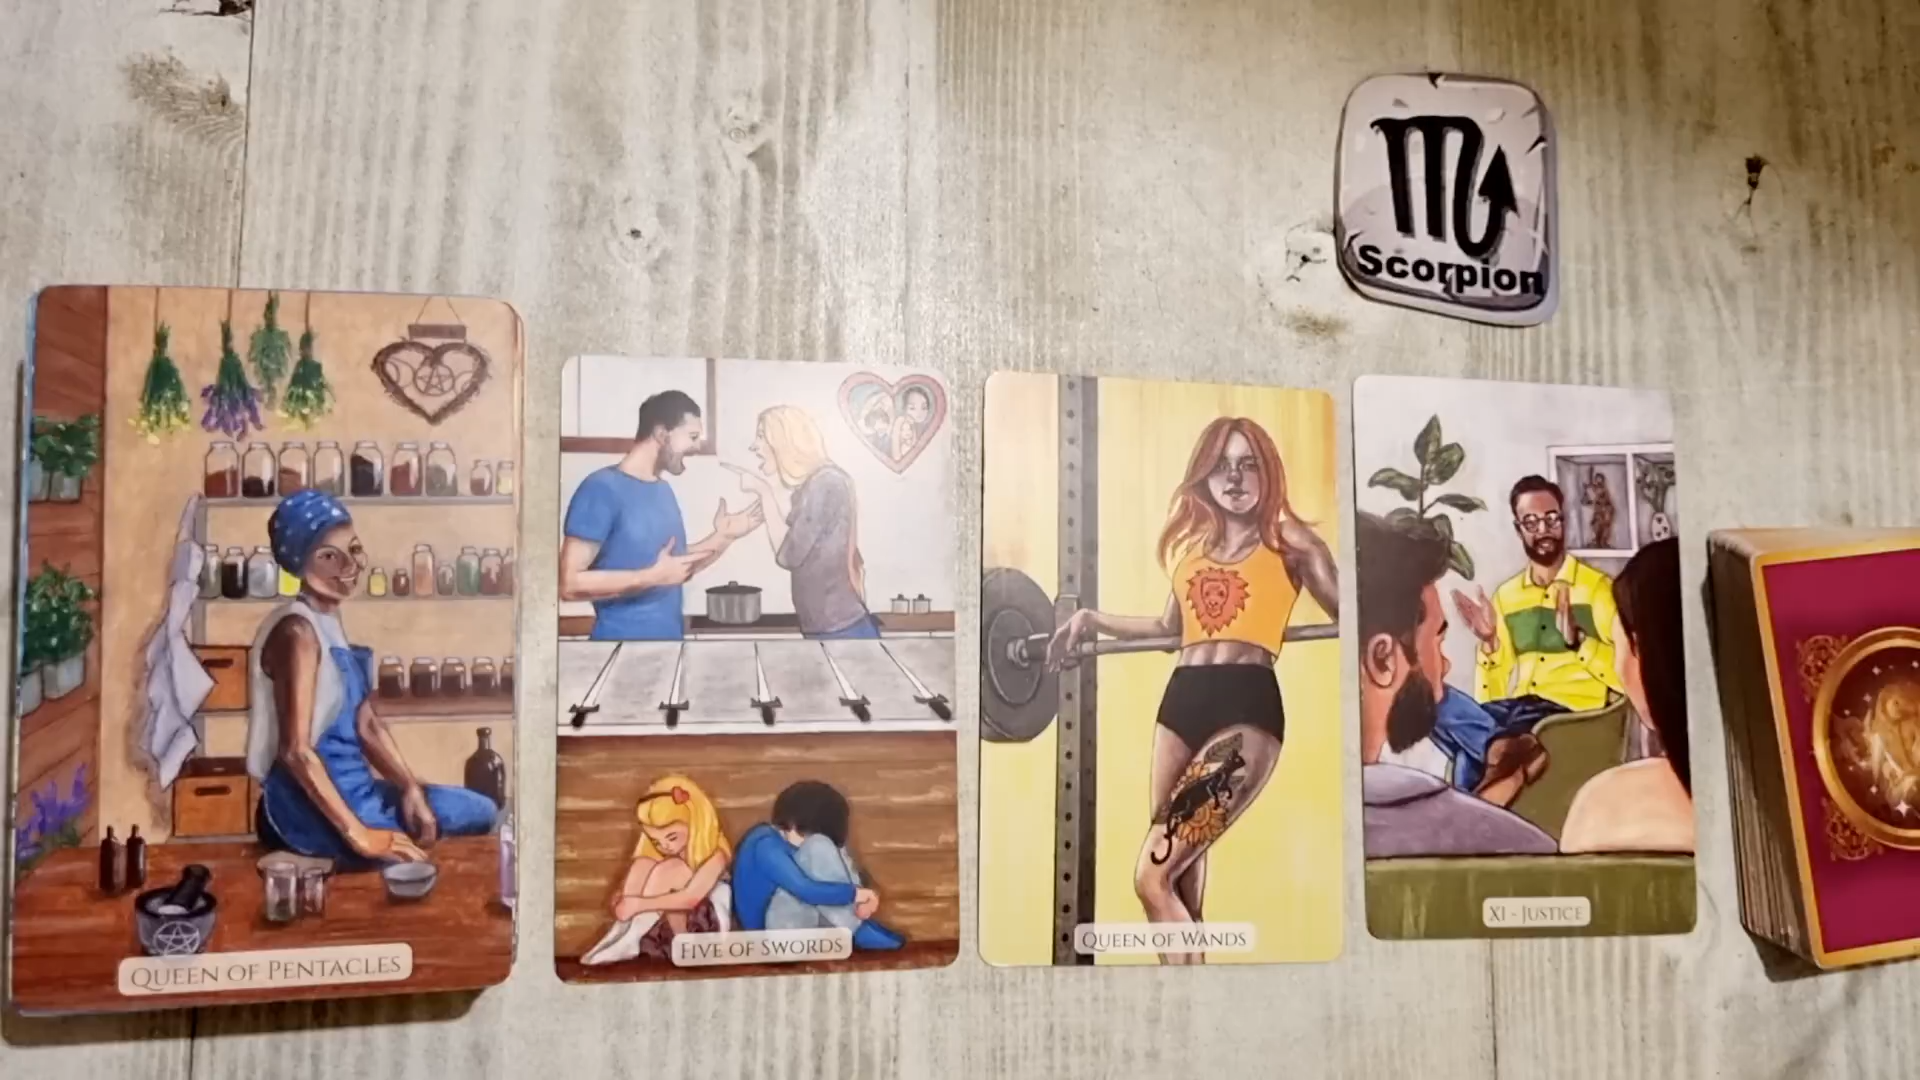 Scorpion
Queen of Pentacles
Five of Swords
Queen of Wands
XI - Justice